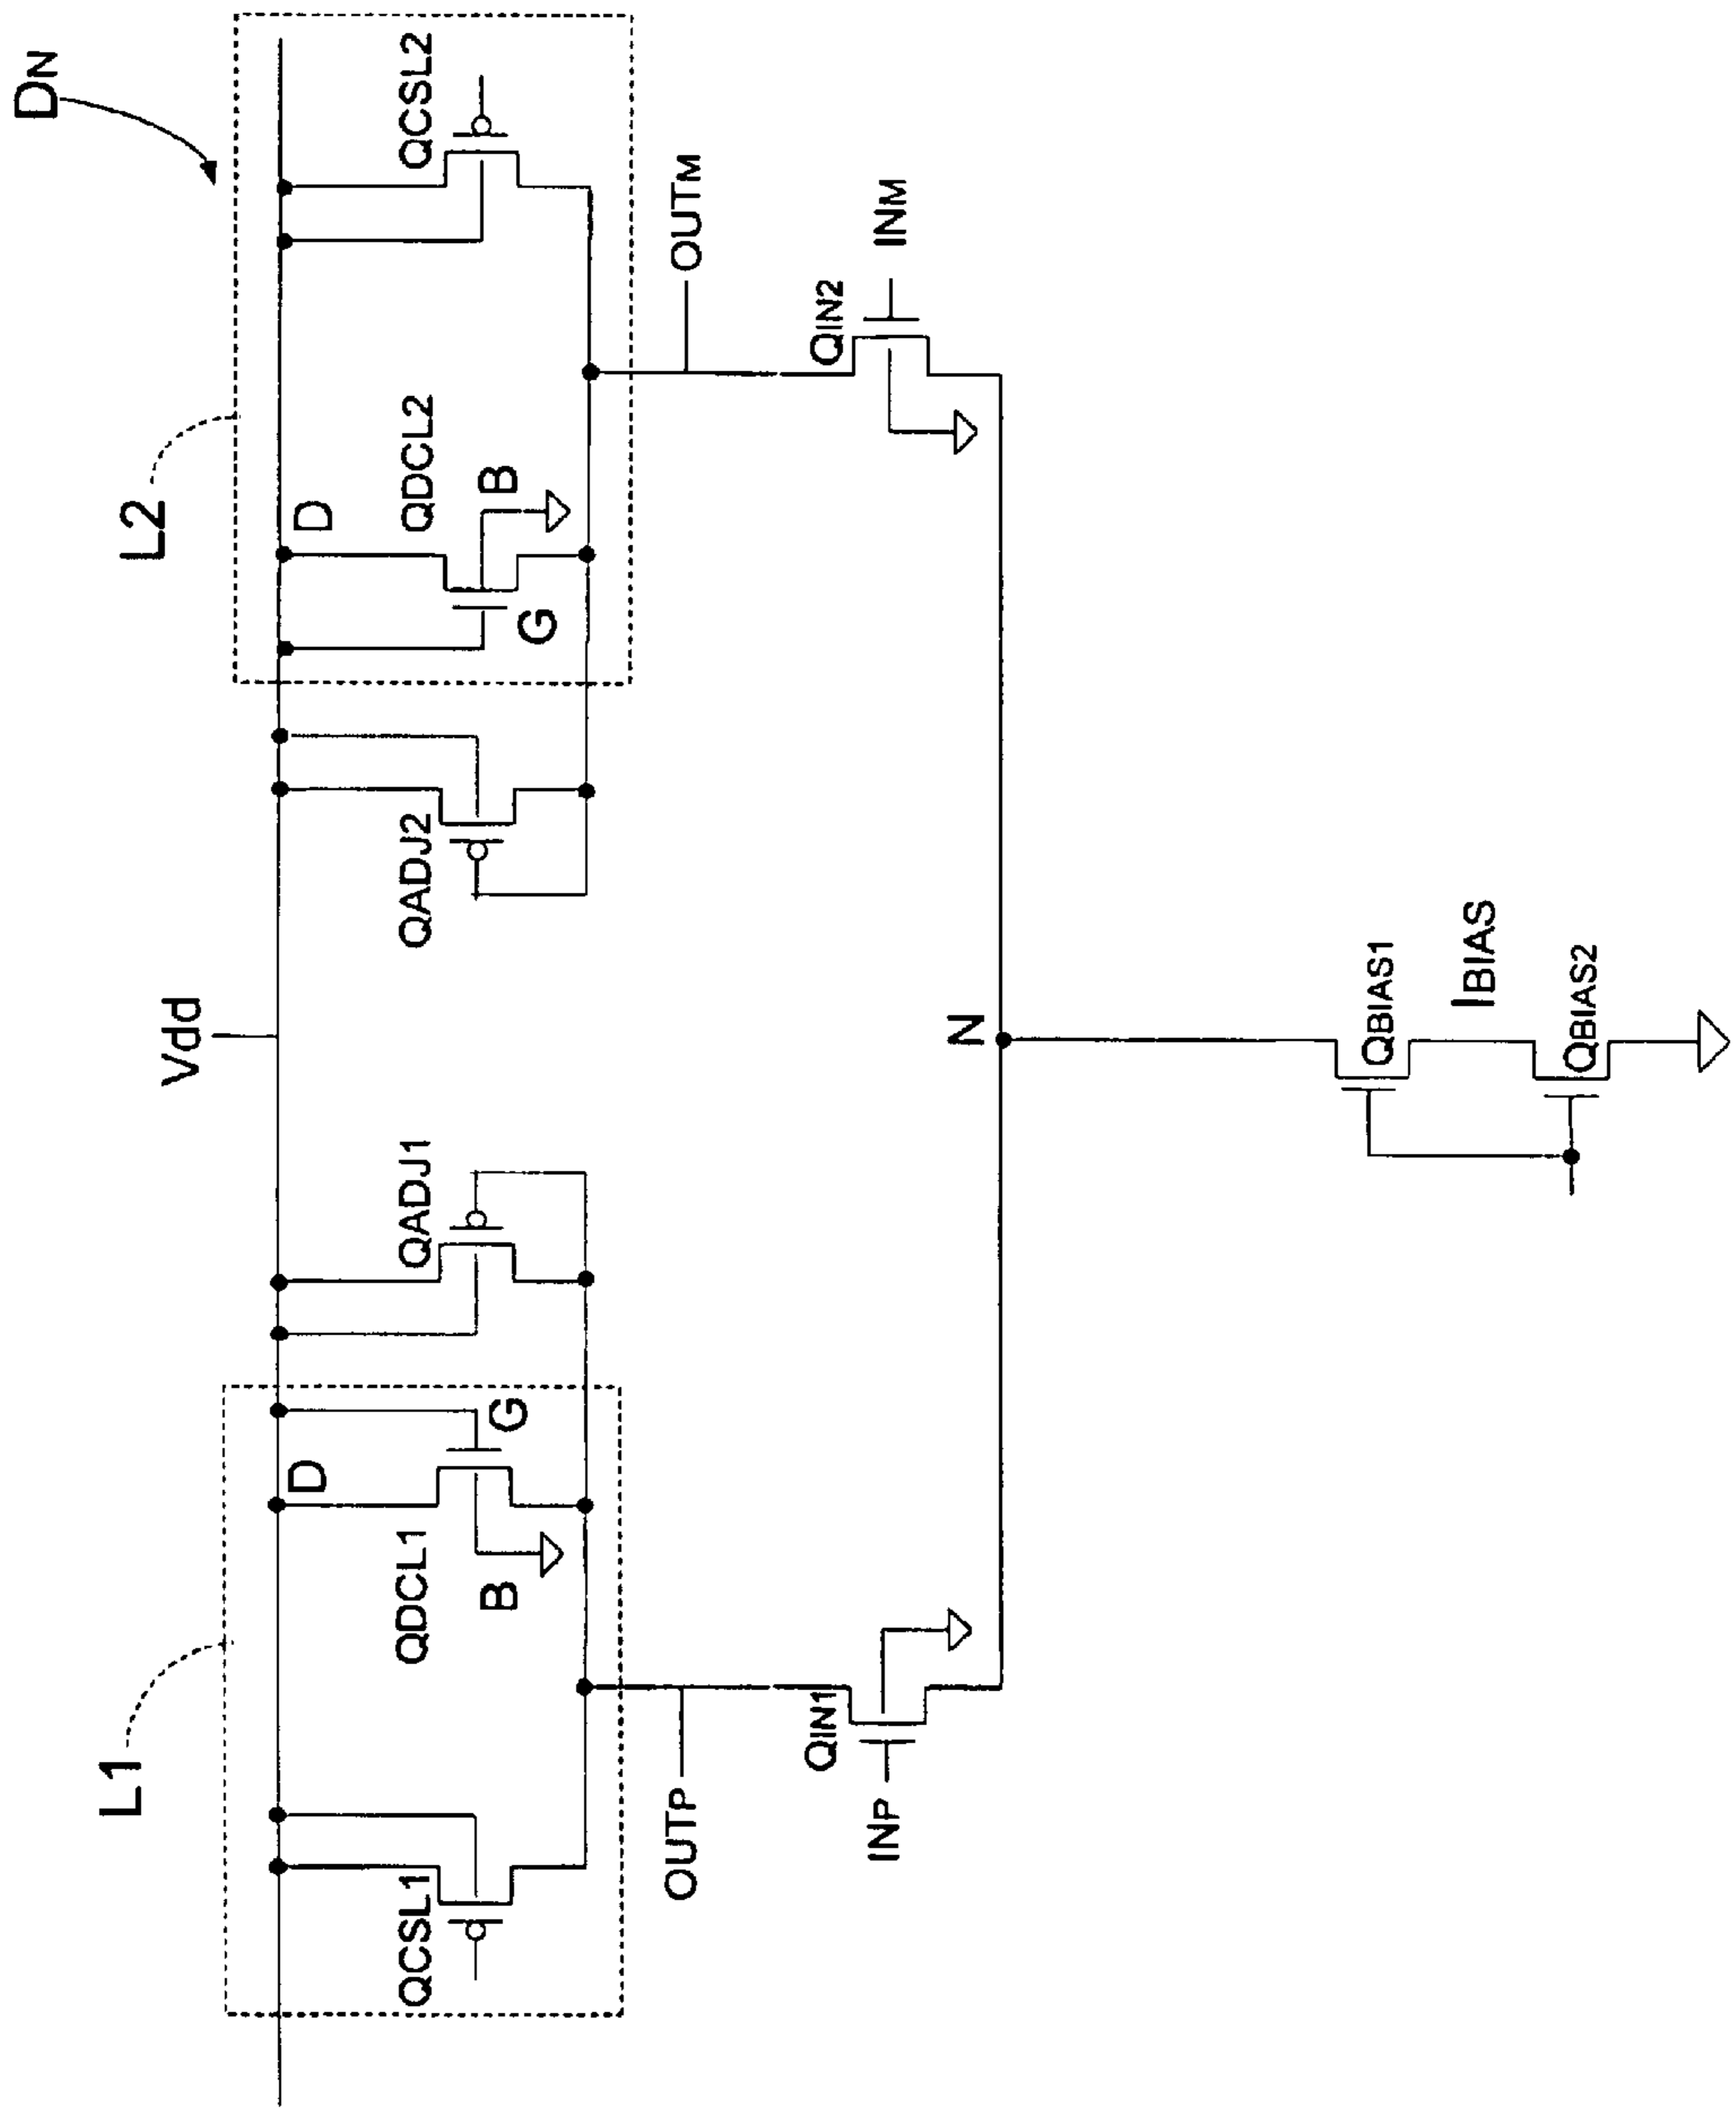 DN
L1
Vdd
L2
QCSL1
QDCL1
D
G
B
QADJ1
QADJ2
QDCL2
D
G
B
QCSL2
OUTP
OUTM
QIN1
INP
QIN2
INM
N
QBIAS1
IBIAS
QBIAS2